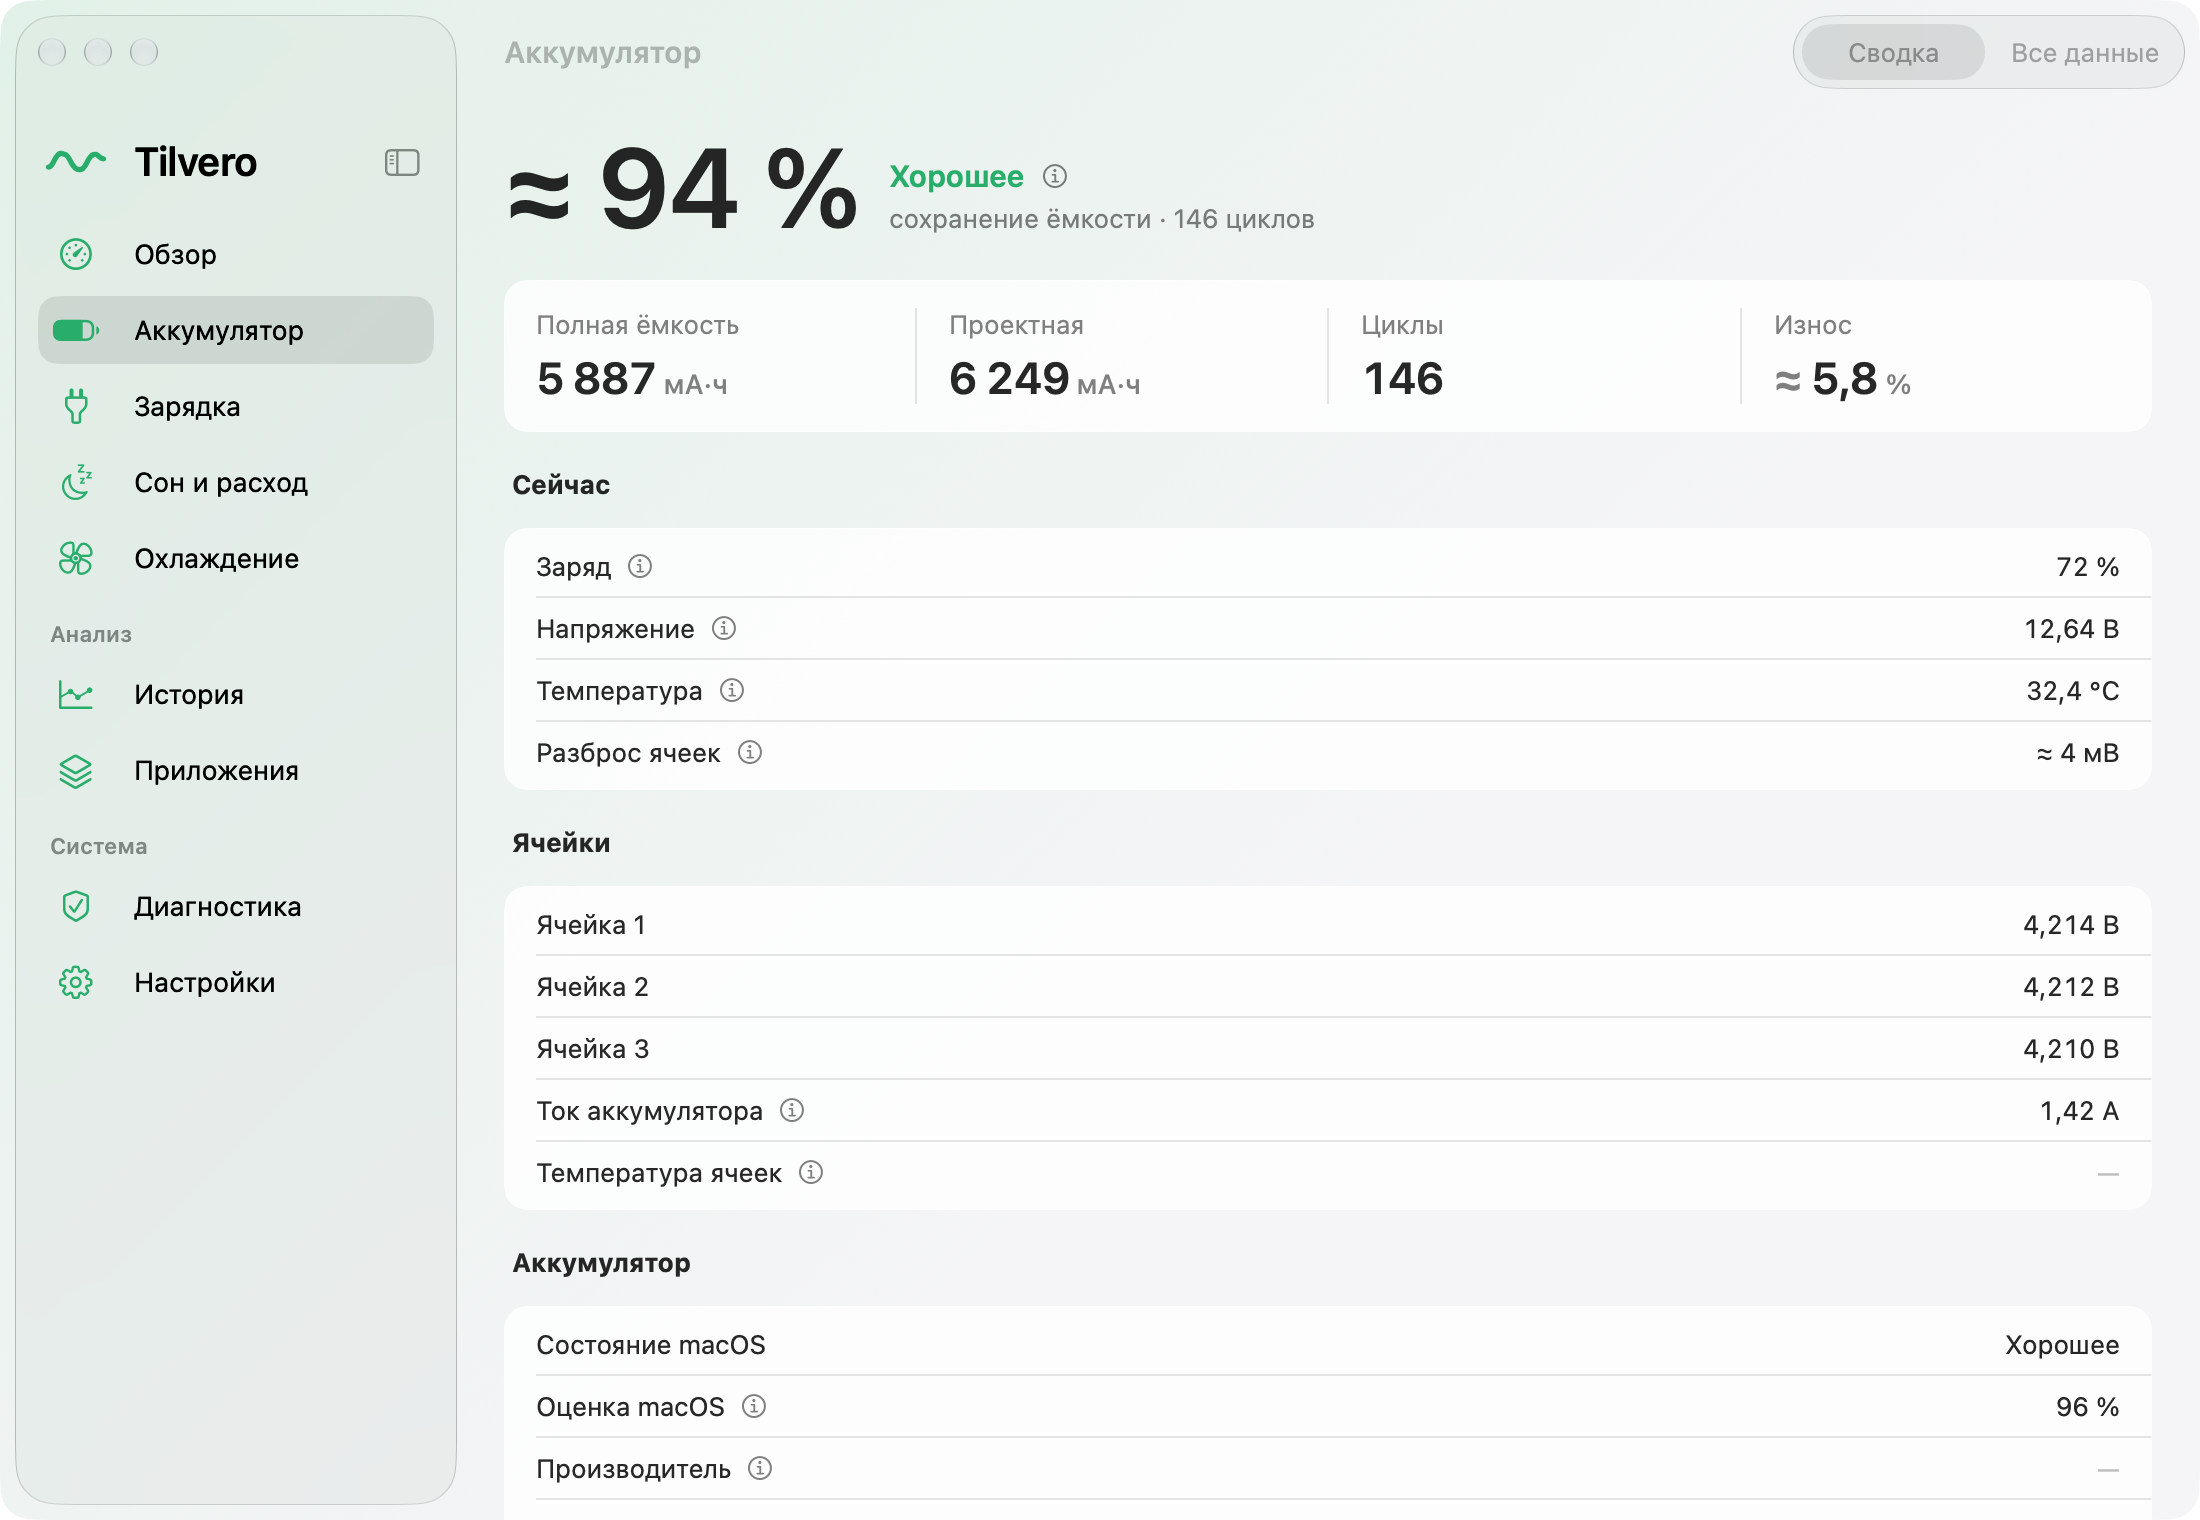 Аккумулятор
Сводка
Все данные
Tilvero
Обзор
Аккумулятор
Зарядка
Сон и расход
Охлаждение
Анализ
История
Приложения
Система
Диагностика
Настройки
≈ 94 %
Хорошее
сохранение ёмкости · 146 циклов
Полная ёмкость
5 887 мА·ч
Проектная
6 249 мА·ч
Циклы
146
Износ
≈ 5,8 %
Сейчас
Заряд 72 %
Напряжение 12,64 В
Температура 32,4 °C
Разброс ячеек ≈ 4 мВ
Ячейки
Ячейка 1 4,214 В
Ячейка 2 4,212 В
Ячейка 3 4,210 В
Ток аккумулятора 1,42 А
Температура ячеек —
Аккумулятор
Состояние macOS Хорошее
Оценка macOS 96 %
Производитель —